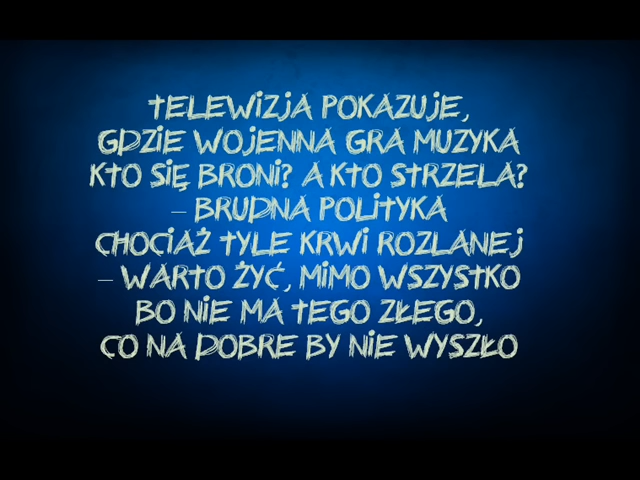 TELEWIZJA POKAZUJE,
GDZIE WOJENNA GRA MUZYKA
KTO SIĘ BRONI? A KTO STRZELA?
– BRUDNA POLITYKA
CHOCIAŻ TYLE KRWI ROZLANEJ
– WARTO ŻYĆ, MIMO WSZYSTKO
BO NIE MA TEGO ZŁEGO,
CO NA DOBRE BY NIE WYSZŁO